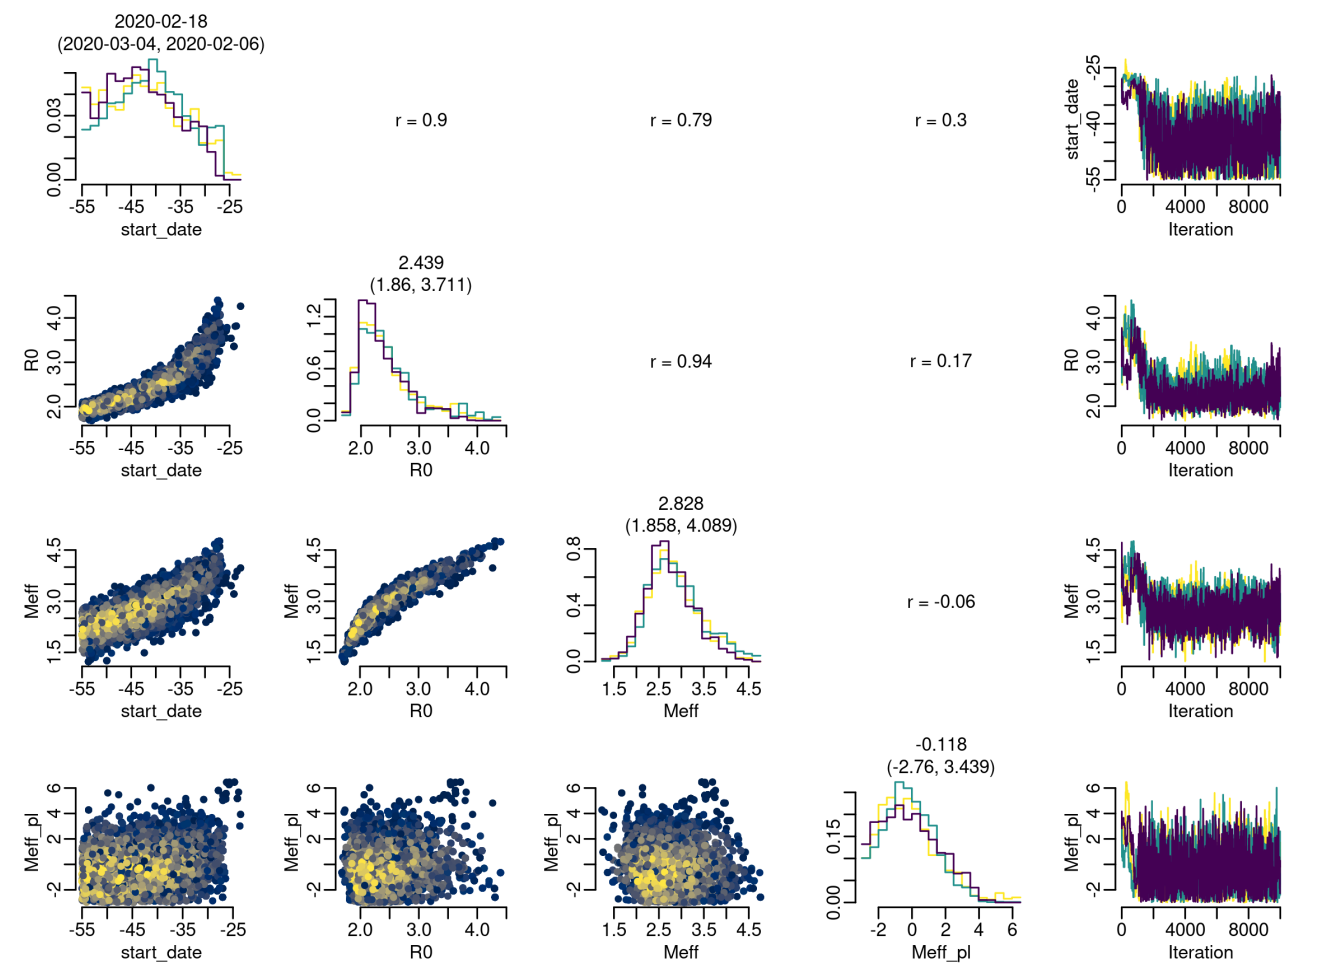 2020-02-18
(2020-03-04, 2020-02-06)
0.00 0.03
-55 -45 -35 -25
start_date
r = 0.9
r = 0.79
r = 0.3
start_date
-55 -40 -25
0 4000 8000
Iteration
R0
2.0 3.0 4.0
-55 -45 -35 -25
start_date
2.439
(1.86, 3.711)
0.0 0.6 1.2
2.0 3.0 4.0
R0
r = 0.94
r = 0.17
R0
2.0 3.0 4.0
0 4000 8000
Iteration
Meff
1.5 3.0 4.5
-55 -45 -35 -25
start_date
Meff
1.5 3.0 4.5
2.0 3.0 4.0
R0
2.828
(1.858, 4.089)
0.0 0.4 0.8
1.5 2.5 3.5 4.5
Meff
r = -0.06
Meff
1.5 3.0 4.5
0 4000 8000
Iteration
Meff_pl
-2 2 4 6
-55 -45 -35 -25
start_date
Meff_pl
-2 2 4 6
2.0 3.0 4.0
R0
Meff_pl
-2 2 4 6
1.5 2.5 3.5 4.5
Meff
-0.118
(-2.76, 3.439)
0.00 0.15
-2 0 2 4 6
Meff_pl
Meff_pl
-2 2 6
0 4000 8000
Iteration